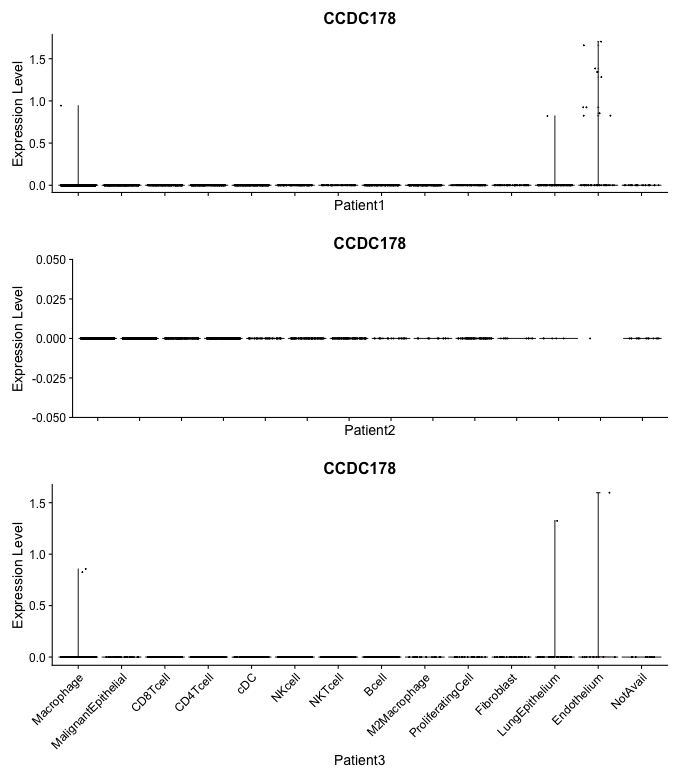 CCDC178
Expression Level
1.5
1.0
0.5
0.0
Patient1
CCDC178
Expression Level
0.050
0.025
0.000
-0.025
-0.050
Patient2
CCDC178
Expression Level
1.5
1.0
0.5
0.0
Macrophage
MalignantEpithelial
CD8Tcell
CD4Tcell
cDC
NKcell
NKTcell
Bcell
M2Macrophage
ProliferatingCell
Fibroblast
LungEpithelium
Endothelium
NotAvail
Patient3